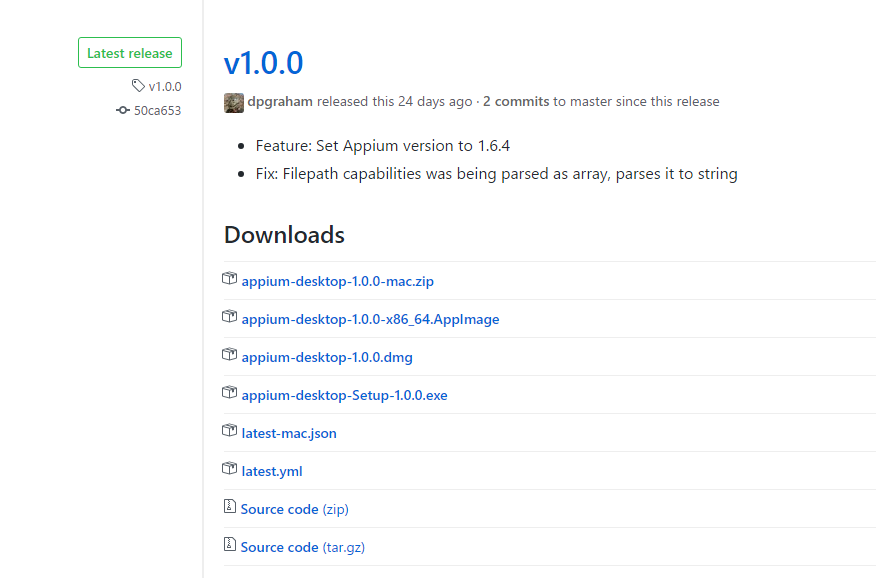 Latest release
v1.0.0
50ca653
v1.0.0
dpgraham released this 24 days ago · 2 commits to master since this release
• Feature: Set Appium version to 1.6.4
• Fix: Filepath capabilities was being parsed as array, parses it to string
Downloads
appium-desktop-1.0.0-mac.zip
appium-desktop-1.0.0-x86_64.AppImage
appium-desktop-1.0.0.dmg
appium-desktop-Setup-1.0.0.exe
latest-mac.json
latest.yml
Source code (zip)
Source code (tar.gz)